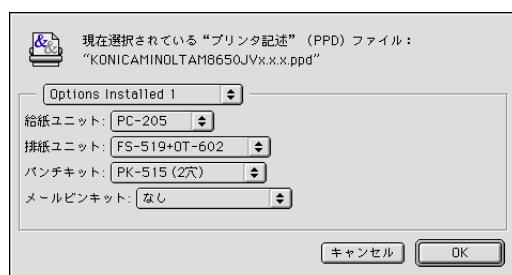 現在選択されている“プリンタ記述” (PPD) ファイル：
“KONICAMINOLTAM8650JVx.x.x.ppd”
Options Installed 1
給紙ユニット: PC-205
排紙ユニット: FS-519+OT-602
パンチキット: PK-515 (2穴)
メールビンキット: なし
キャンセル OK